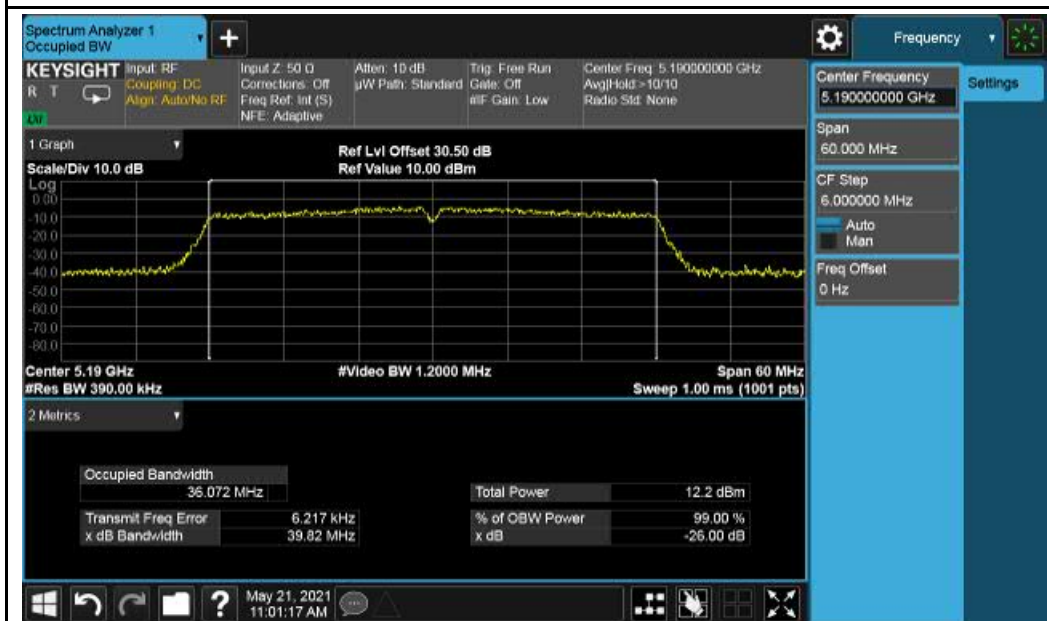 Spectrum Analyzer 1
Occupied BW
+
Frequency
KEYSIGHT
R T
LXI
Input: RF
Coupling: DC
Align: Auto/No RF
Input Z: 50 Ω
Corrections: Off
Freq Ref: Int (S)
NFE: Adaptive
Atten: 10 dB
µW Path: Standard
Trig: Free Run
Gate: Off
#IF Gain: Low
Center Freq: 5.190000000 GHz
Avg|Hold:>10/10
Radio Std: None
Center Frequency
5.190000000 GHz
Settings
Span
60.000 MHz
CF Step
6.000000 MHz
Auto
Man
Freq Offset
0 Hz
1 Graph
Scale/Div 10.0 dB
Ref Lvl Offset 30.50 dB
Ref Value 10.00 dBm
Log
0.00
-10.0
-20.0
-30.0
-40.0
-50.0
-60.0
-70.0
-80.0
Center 5.19 GHz
#Video BW 1.2000 MHz
Span 60 MHz
#Res BW 390.00 kHz
Sweep 1.00 ms (1001 pts)
2 Metrics
Occupied Bandwidth
36.072 MHz
Total Power 12.2 dBm
Transmit Freq Error 6.217 kHz
% of OBW Power 99.00 %
x dB Bandwidth 39.82 MHz
x dB -26.00 dB
?
May 21, 2021
11:01:17 AM